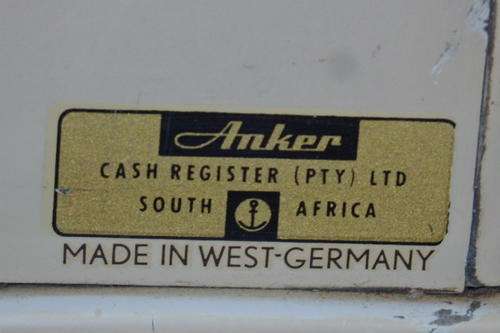 Anker
CASH REGISTER (PTY) LTD
SOUTH AFRICA
MADE IN WEST-GERMANY